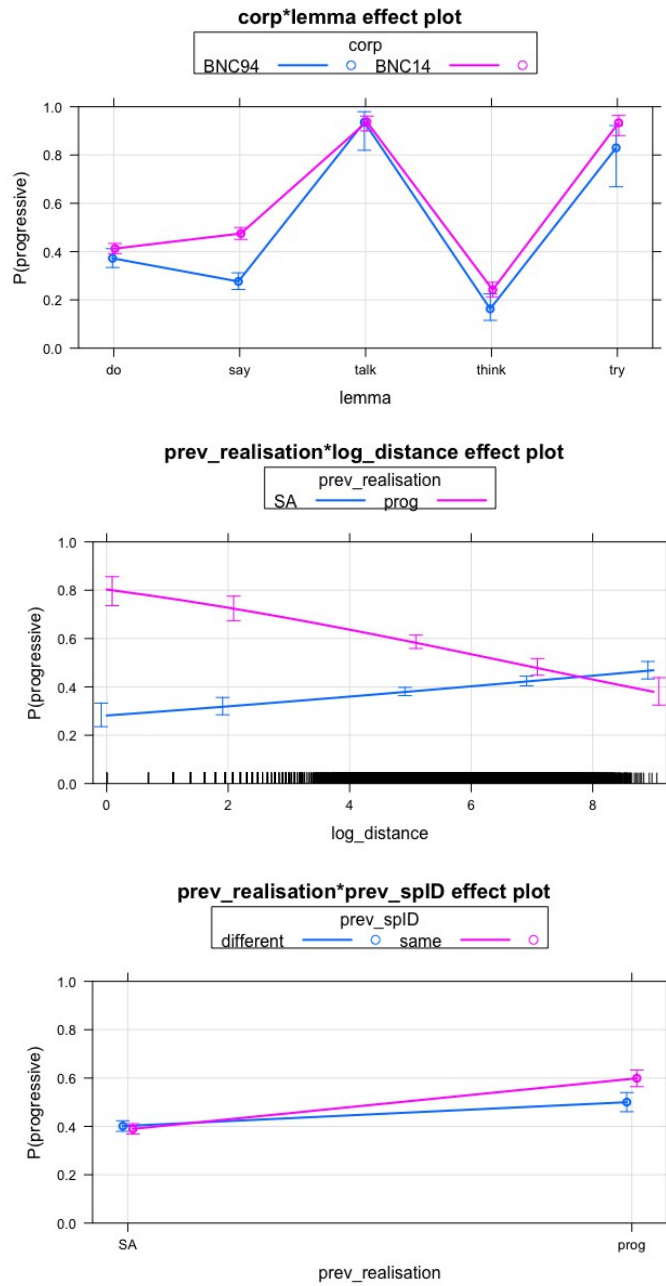 corp*lemma effect plot
corp
BNC94 BNC14
1.0
0.8
0.6
0.4
0.2
0.0
P(progressive)
do say talk think try
lemma
prev_realisation*log_distance effect plot
prev_realisation
SA prog
1.0
0.8
0.6
0.4
0.2
0.0
P(progressive)
0 2 4 6 8
log_distance
prev_realisation*prev_spID effect plot
prev_spID
different same
1.0
0.8
0.6
0.4
0.2
0.0
P(progressive)
SA prog
prev_realisation